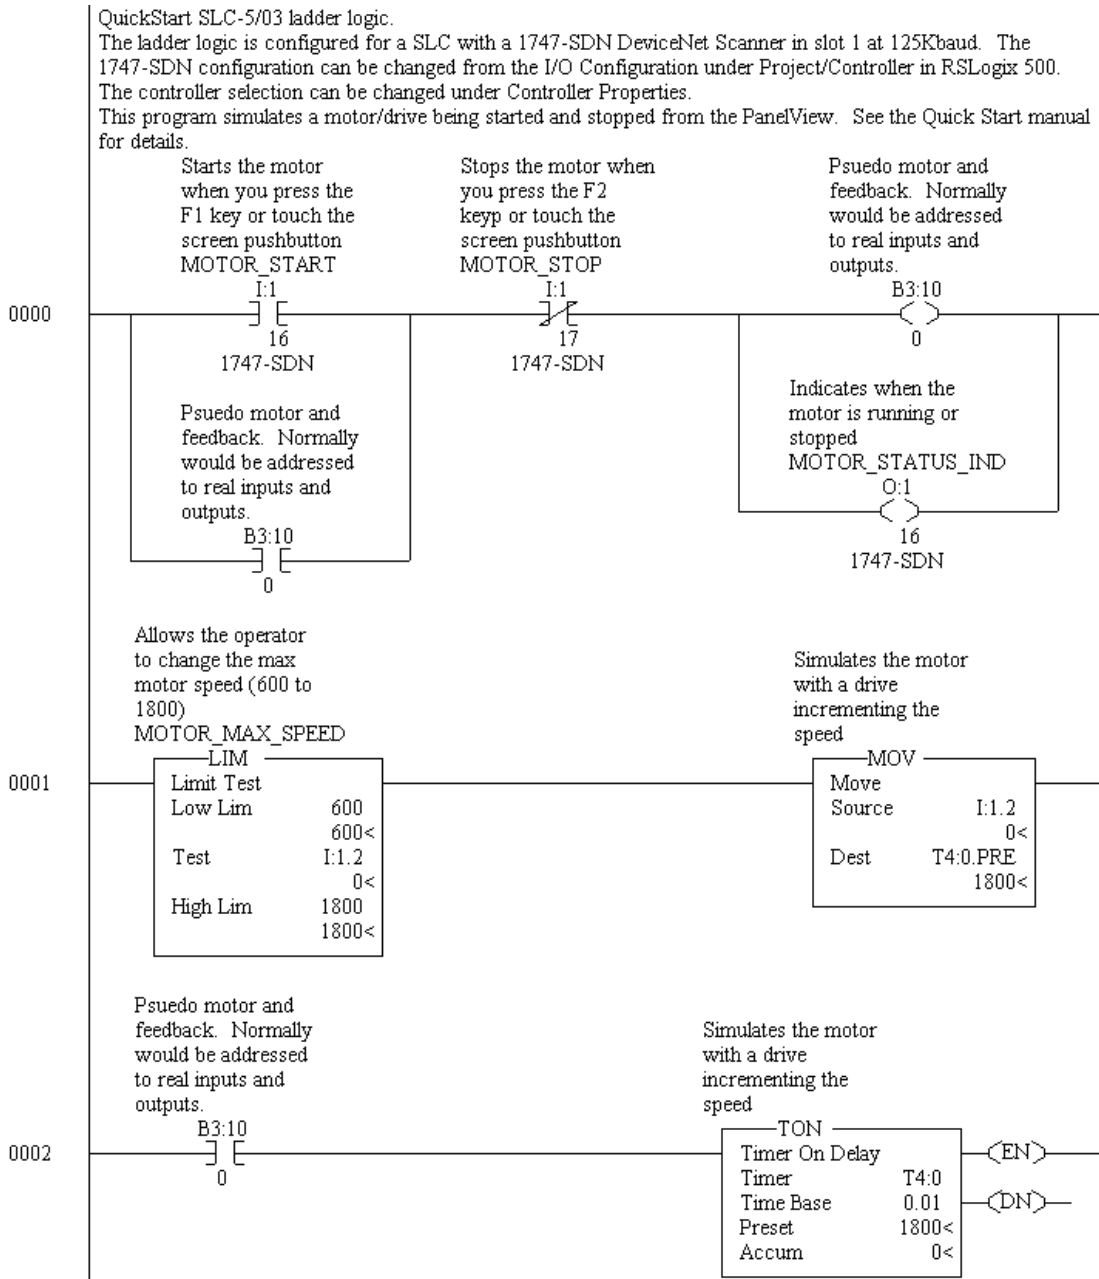 QuickStart SLC-5/03 ladder logic.
The ladder logic is configured for a SLC with a 1747-SDN DeviceNet Scanner in slot 1 at 125Kbaud. The
1747-SDN configuration can be changed from the I/O Configuration under Project/Controller in RSLogix 500.
The controller selection can be changed under Controller Properties.
This program simulates a motor/drive being started and stopped from the PanelView. See the Quick Start manual
for details.
Starts the motor
when you press the
F1 key or touch the
screen pushbutton
MOTOR_START
I:1
16
1747-SDN
Stops the motor when
you press the F2
keyp or touch the
screen pushbutton
MOTOR_STOP
I:1
17
1747-SDN
Psuedo motor and
feedback. Normally
would be addressed
to real inputs and
outputs.
B3:10
0
0000
Psuedo motor and
feedback. Normally
would be addressed
to real inputs and
outputs.
B3:10
0
Indicates when the
motor is running or
stopped
MOTOR_STATUS_IND
O:1
16
1747-SDN
Allows the operator
to change the max
motor speed (600 to
1800)
MOTOR_MAX_SPEED
LIM
0001
Limit Test
Low Lim 600
600<
Test I:1.2
0<
High Lim 1800
1800<
Simulates the motor
with a drive
incrementing the
speed
MOV
Move
Source I:1.2
0<
Dest T4:0.PRE
1800<
Psuedo motor and
feedback. Normally
would be addressed
to real inputs and
outputs.
B3:10
0
0002
Simulates the motor
with a drive
incrementing the
speed
TON
Timer On Delay
Timer T4:0
Time Base 0.01
Preset 1800<
Accum 0<
EN
DN